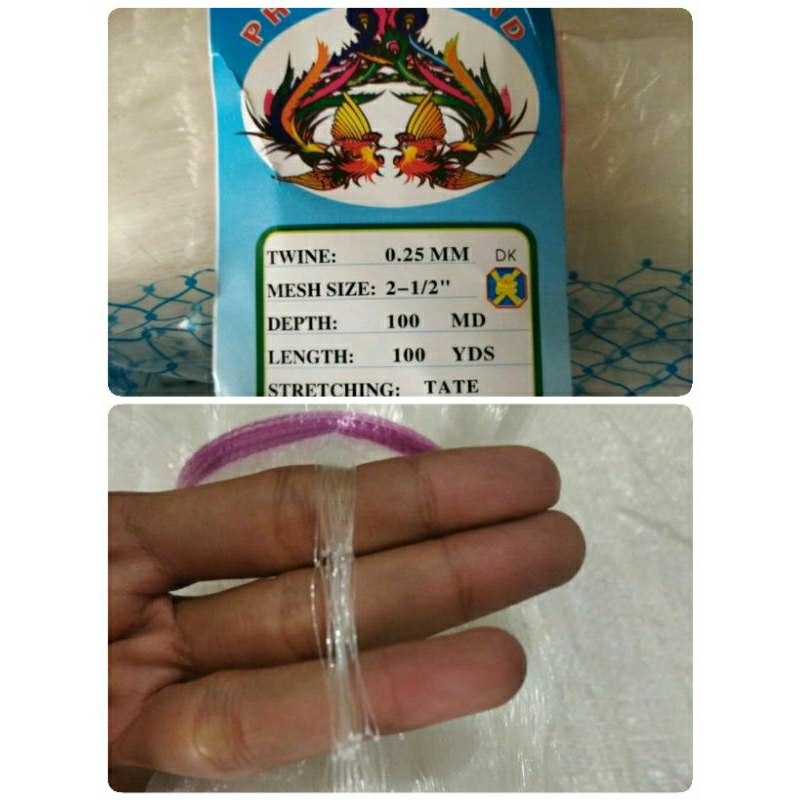 TWINE: 0.25 MM DK
MESH SIZE: 2-1/2"
DEPTH: 100 MD
LENGTH: 100 YDS
STRETCHING: TATE